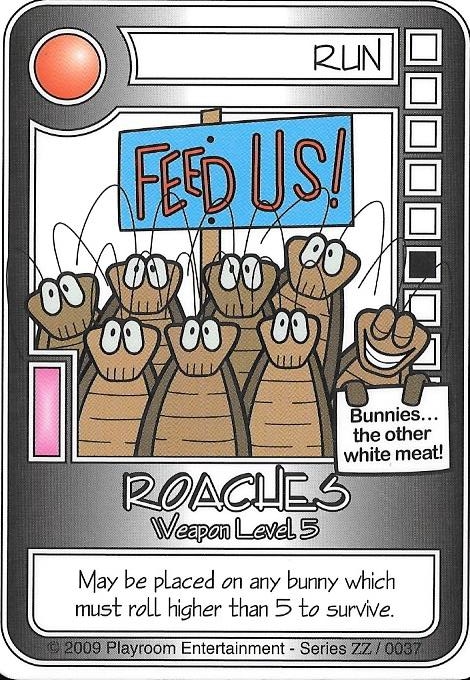 RUN
FEED US!
Bunnies...
the other
white meat!
ROACHES
Weapon Level 5
May be placed on any bunny which
must roll higher than 5 to survive.
© 2009 Playroom Entertainment - Series ZZ / 0037